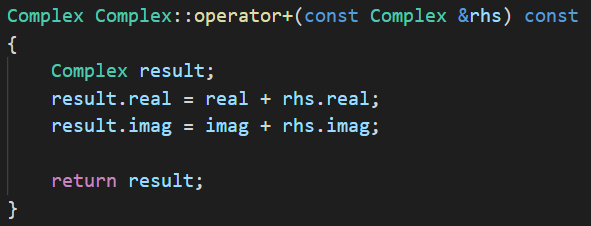 Complex Complex::operator+(const Complex &rhs) const
{
    Complex result;
    result.real = real + rhs.real;
    result.imag = imag + rhs.imag;

    return result;
}